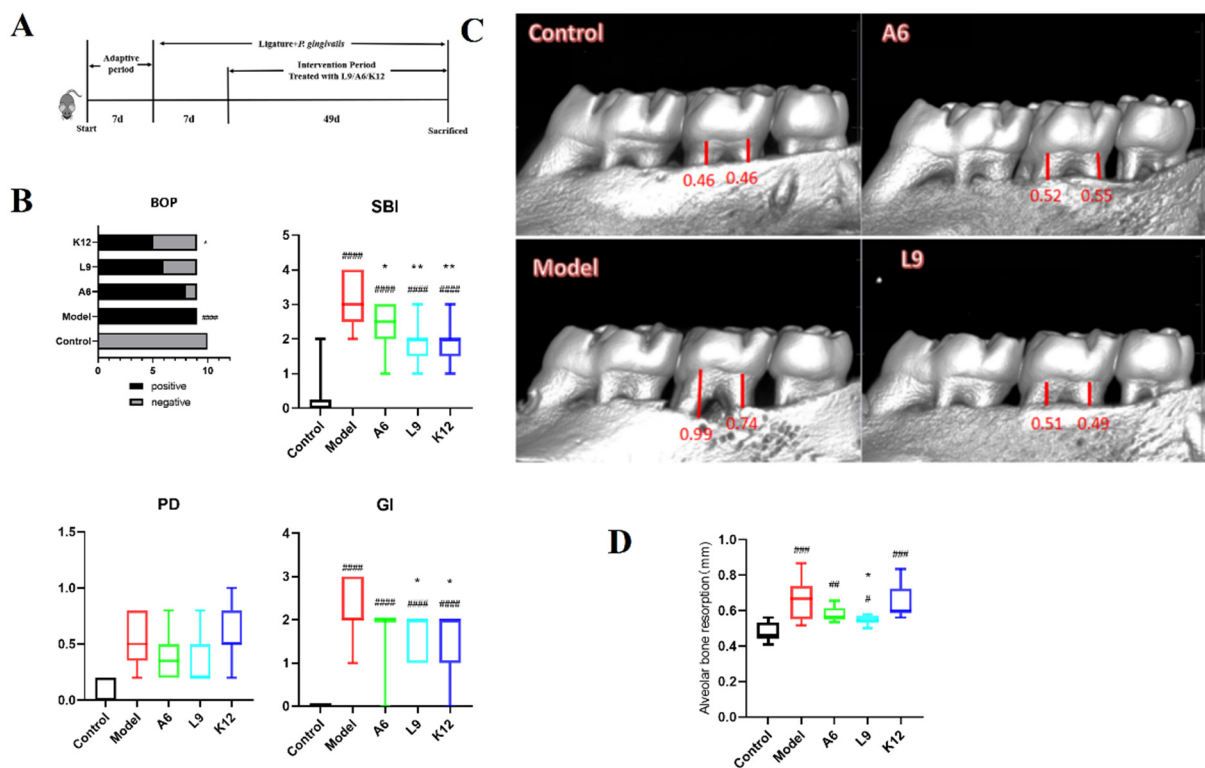 A
Ligature+P. gingivalis
Adaptive
period
Intervention Period
Treated with L9/A6/K12
Start
7d
7d
49d
Sacrificed
B
BOP
K12
*
L9
A6
Model
####
Control
0
5
10
positive
negative
SBI
5
4
3
2
1
0
####
*
**
**
####
####
####
Control
Model
A6
L9
K12
PD
1.5
1.0
0.5
0.0
Control
Model
A6
L9
K12
GI
4
3
2
1
0
####
*
*
####
####
####
Control
Model
A6
L9
K12
C
Control
0.46 0.46
A6
0.52 0.55
Model
0.99 0.74
L9
0.51 0.49
D
Alveolar bone resorption(mm)
1.0
0.8
0.6
0.4
0.2
0.0
###
##
*
#
###
Control
Model
A6
L9
K12